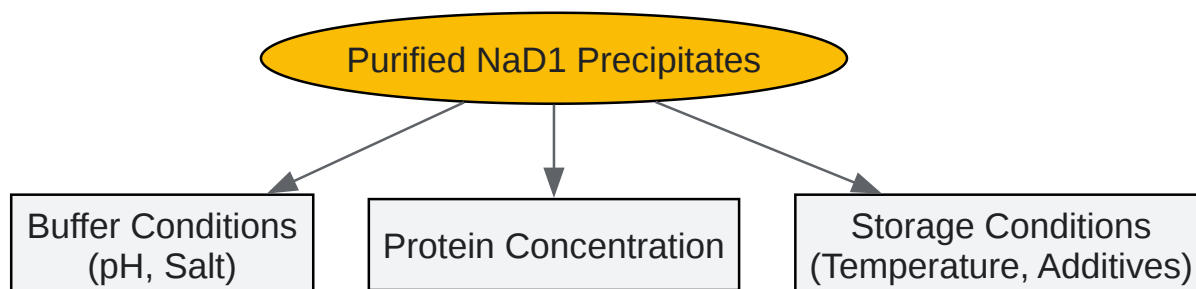 Purified NaD1 Precipitates
Buffer Conditions
(pH, Salt)
Protein Concentration
Storage Conditions
(Temperature, Additives)